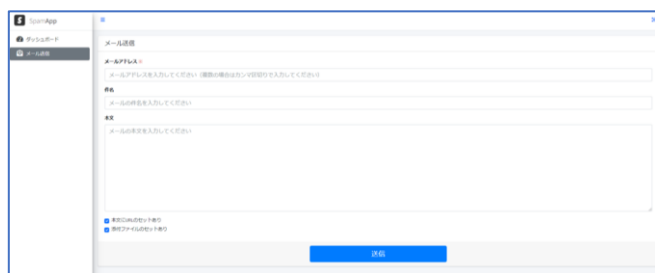 SpamApp
ダッシュボード
メール送信
メール送信
メールアドレス ※
メールアドレスを入力してください（複数の場合はカンマ区切りで入力してください）
件名
メールの件名を入力してください
本文
メールの本文を入力してください
本文にURLのセットあり
添付ファイルのセットあり
送信